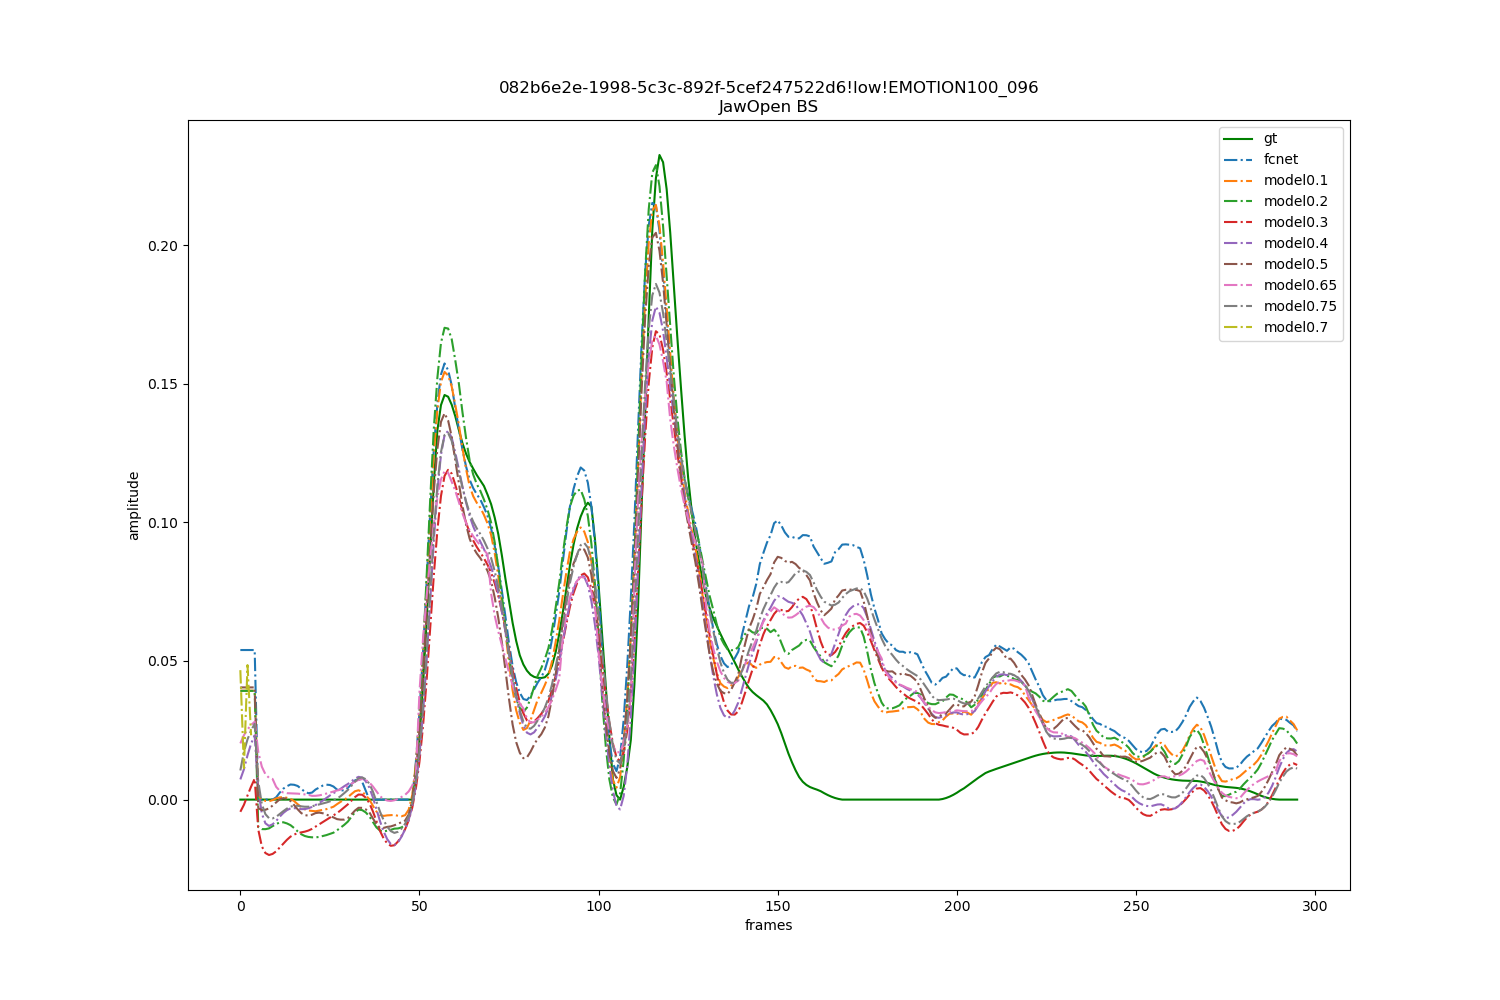 082b6e2e-1998-5c3c-892f-5cef247522d6!low!EMOTION100_096
JawOpen BS
gt
fcnet
model0.1
model0.2
model0.3
model0.4
model0.5
model0.65
model0.75
model0.7
amplitude
0.20
0.15
0.10
0.05
0.00
0
50
100
150
200
250
300
frames